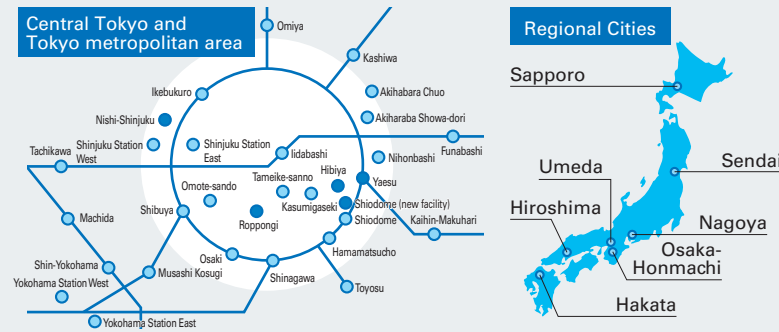 Central Tokyo and
Tokyo metropolitan area
Omiya
Kashiwa
Ikebukuro
Akihabara Chuo
Nishi-Shinjuku
Akiharaba Showa-dori
Shinjuku Station
West
Shinjuku Station
East
Iidabashi
Funabashi
Tachikawa
Nihonbashi
Hibiya
Tameike-sanno
Yaesu
Omote-sando
Kasumigaseki
Shiodome (new facility)
Shibuya
Roppongi
Shiodome
Kaihin-Makuhari
Machida
Hamamatsucho
Osaki
Shin-Yokohama
Musashi Kosugi
Shinagawa
Yokohama Station West
Toyosu
Yokohama Station East
Regional Cities
Sapporo
Sendai
Umeda
Hiroshima
Nagoya
Osaka-
Honmachi
Hakata